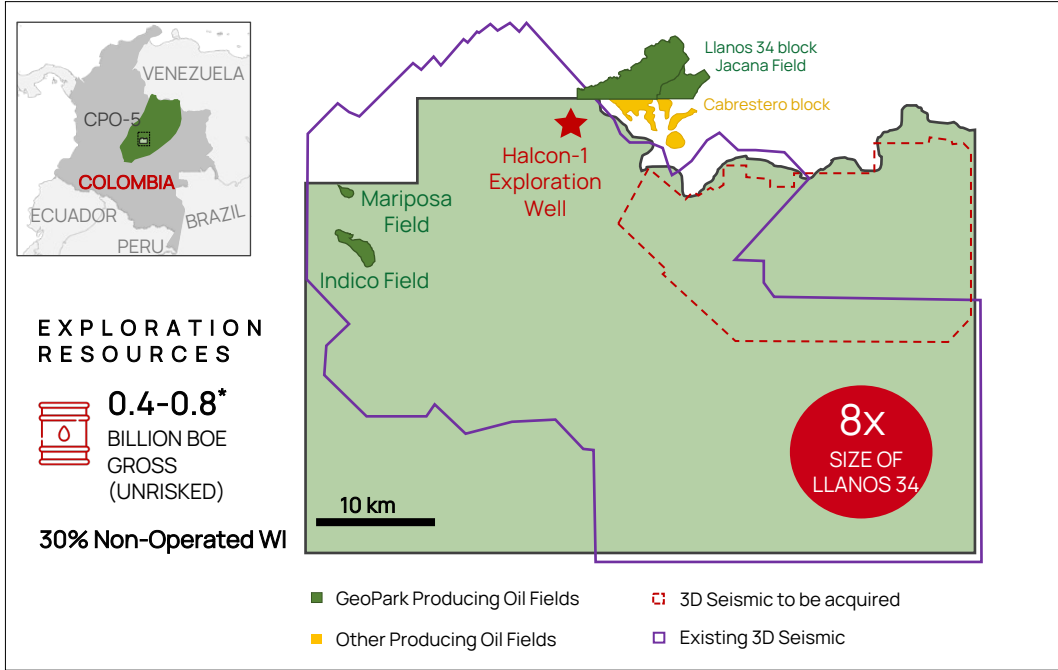 VENEZUELA
CPO-5
COLOMBIA
ECUADOR
BRAZIL
PERU
Llanos 34 block
Jacana Field
Cabrestero block
Halcon-1
Exploration
Well
Mariposa
Field
Indico Field
EXPLORATION
RESOURCES
0.4-0.8*
BILLION BOE
GROSS
(UNRISKED)
30% Non-Operated WI
8x
SIZE OF
LLANOS 34
10 km
GeoPark Producing Oil Fields
3D Seismic to be acquired
Other Producing Oil Fields
Existing 3D Seismic